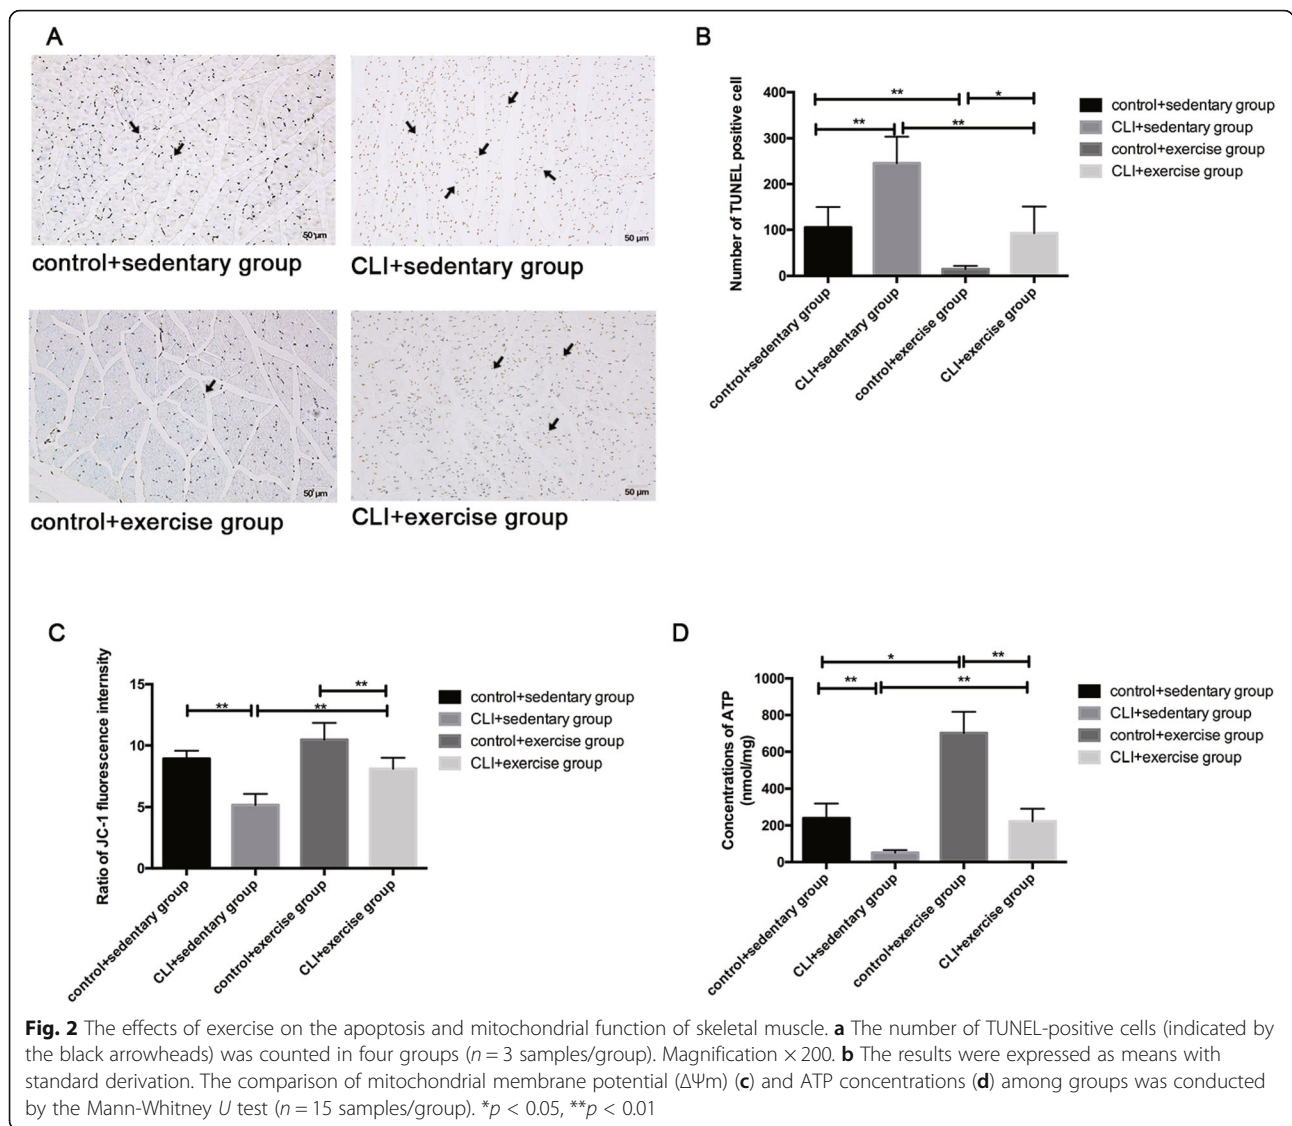 A
50 µm
control+sedentary group
50 µm
CLI+sedentary group
50 µm
control+exercise group
50 µm
CLI+exercise group
B
Number of TUNEL positive cell
400
300
200
100
0
**
*
**
**
control+sedentary group
CLI+sedentary group
control+exercise group
CLI+exercise group
control+sedentary group
CLI+sedentary group
control+exercise group
CLI+exercise group
C
Ratio of JC-1 fluorescence internsity
15
10
5
0
**
**
**
control+sedentary group
CLI+sedentary group
control+exercise group
CLI+exercise group
control+sedentary group
CLI+sedentary group
control+exercise group
CLI+exercise group
D
Concentrations of ATP
(nmol/mg)
1000
800
600
400
200
0
*
**
**
**
control+sedentary group
CLI+sedentary group
control+exercise group
CLI+exercise group
control+sedentary group
CLI+sedentary group
control+exercise group
CLI+exercise group
Fig. 2 The effects of exercise on the apoptosis and mitochondrial function of skeletal muscle. a The number of TUNEL-positive cells (indicated by
the black arrowheads) was counted in four groups (n = 3 samples/group). Magnification × 200. b The results were expressed as means with
standard derivation. The comparison of mitochondrial membrane potential (ΔΨm) (c) and ATP concentrations (d) among groups was conducted
by the Mann-Whitney U test (n = 15 samples/group). *p < 0.05, **p < 0.01